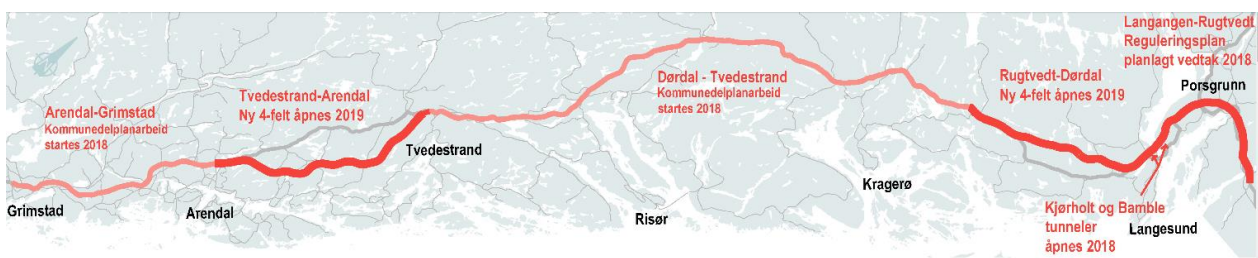 Arendal-Grimstad
Kommunedelplanarbeid
startes 2018
Tvedestrand-Arendal
Ny 4-felt åpnes 2019
Dørdal - Tvedestrand
Kommunedelplanarbeid
startes 2018
Rugtvedt-Dørdal
Ny 4-felt åpnes 2019
Langangen-Rugtvedt
Reguleringsplan
planlagt vedtak 2018
Porsgrunn
Tvedestrand
Kragerø
Grimstad
Arendal
Risør
Kjørholt og Bamble
tunneler
åpnes 2018
Langesund